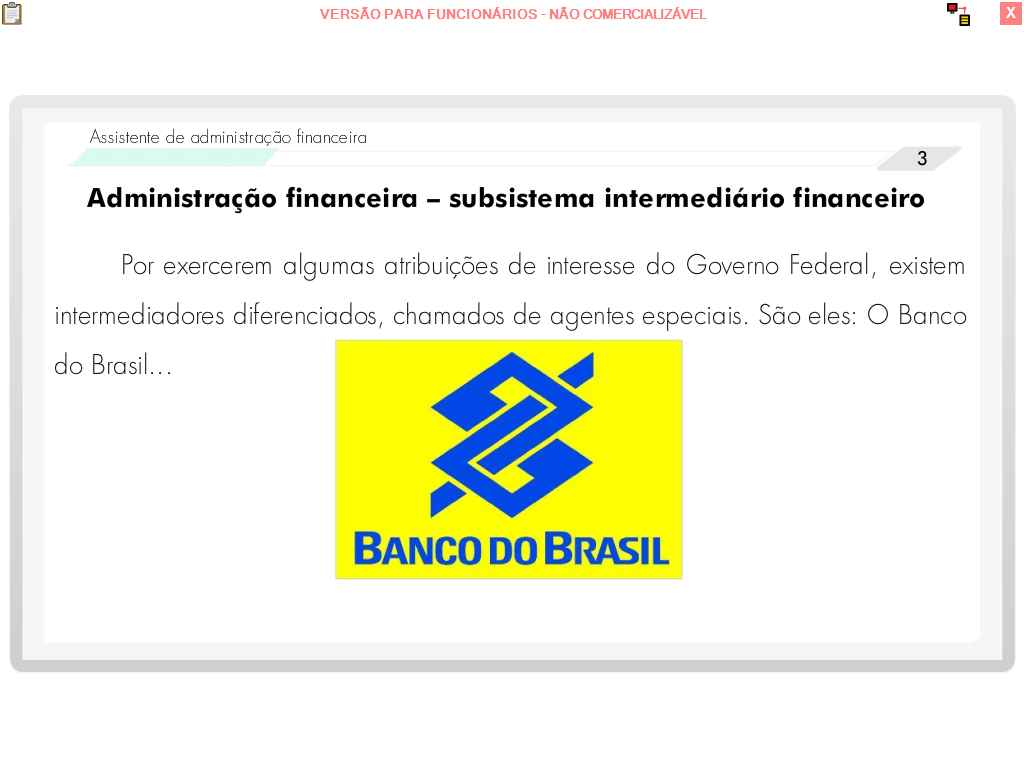 VERSÃO PARA FUNCIONÁRIOS - NÃO COMERCIALIZÁVEL
X
Assistente de administração financeira
3
Administração financeira – subsistema intermediário financeiro
Por exercerem algumas atribuições de interesse do Governo Federal, existem
intermediadores diferenciados, chamados de agentes especiais. São eles: O Banco
do Brasil...
BANCO DO BRASIL